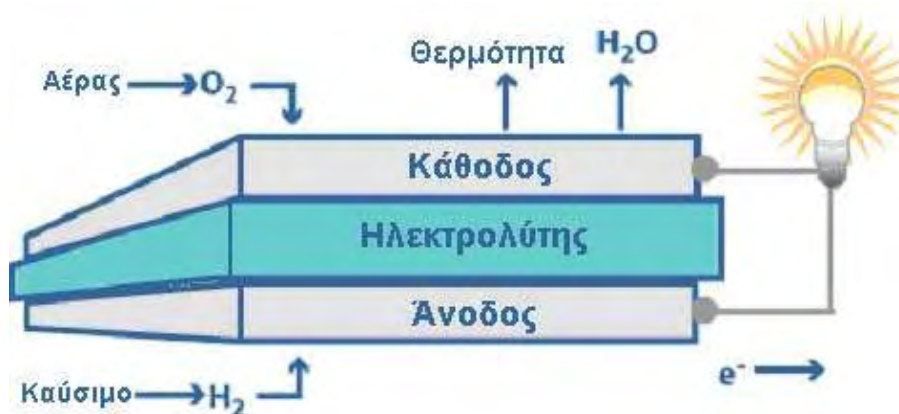 Θερμότητα H₂O
Αέρας O₂
Κάθοδος
Ηλεκτρολύτης
Άνοδος
e⁻
Καύσιμο H₂